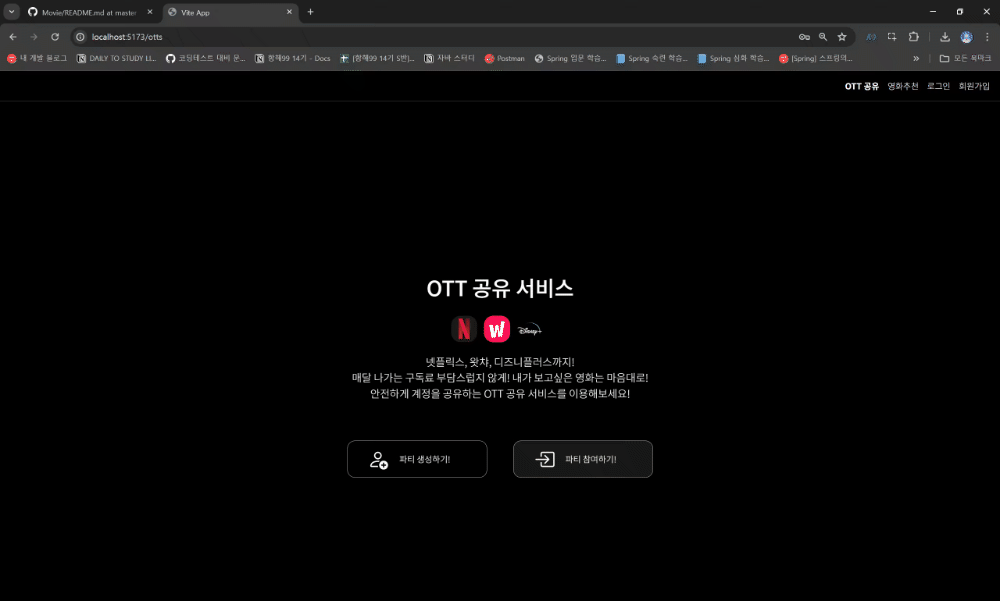 Movie/README.md at master
Vite App
localhost:5173/otts
내 개발 블로그
DAILY TO STUDY LI...
코딩테스트 대비 문...
항해99 14기 - Docs
[항해99 14기 5반]...
자바 스터디
Postman
Spring 입문 학습...
Spring 숙련 학습...
Spring 심화 학습...
[Spring] 스프링의...
»
모든 북마크
OTT 공유 영화추천 로그인 회원가입
OTT 공유 서비스
N W Disney+
넷플릭스, 왓챠, 디즈니플러스까지!
매달 나가는 구독료 부담스럽지 않게! 내가 보고싶은 영화는 마음대로!
안전하게 계정을 공유하는 OTT 공유 서비스를 이용해보세요!
파티 생성하기!
파티 참여하기!